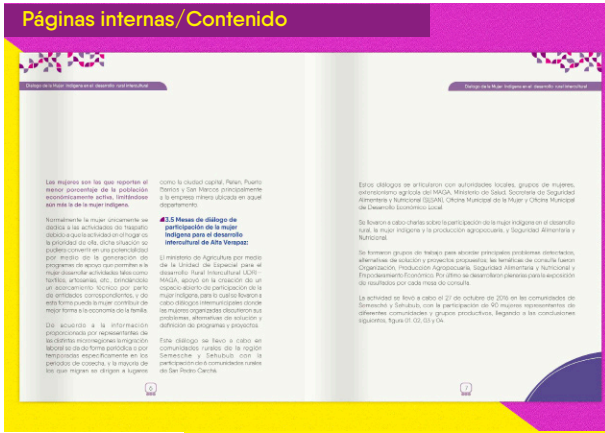 Páginas internas/Contenido
Diálogo de la Mujer Indígena en el desarrollo rural intercultural
Diálogo de la Mujer Indígena en el desarrollo rural intercultural
Las mujeres son las que reportan el
menor porcentaje de la población
económicamente activa, limitándose
aún más la de la mujer indígena.
Normalmente la mujer únicamente se
dedica a las actividades de traspatio
debido a que la actividad en el hogar es
la prioridad de ella, dicha situación se
pudiera convertir en una potencialidad
por medio de la generación de
programas de apoyo que permitan a la
mujer desarrollar actividades tales como
textiles, artesanías, etc., brindándole
un acercamiento técnico por parte
de entidades correspondientes, y de
esta forma pueda la mujer contribuir de
mejor forma a la economía de la familia.
De acuerdo a la información
proporcionada por representantes de
las distintas microregiones la migración
laboral se da de forma periódica o por
temporadas específicamente en los
períodos de cosecha, y la mayoría de
los que migran se dirigen a lugares
como la ciudad capital, Peten, Puerto
Barrios y San Marcos principalmente
a la empresa minera ubicada en aquel
departamento.
3.5 Mesas de diálogo de
participación de la mujer
indígena para el desarrollo
intercultural de Alta Verapaz:
El ministerio de Agricultura por medio
de la Unidad de Especial para el
desarrollo Rural Intercultural UDRI -
MAGA, apoyó en la creación de un
espacio abierto de participación de la
mujer indígena, para lo cual se llevaron a
cabo diálogos intermunicipales donde
las mujeres organizadas discutieron sus
problemas, alternativas de solución y
definición de programas y proyectos.
Este diálogo se llevo a cabo en
comunidades rurales de la región
Semesche y Sehubub con la
participación de 6 comunidades rurales
de San Pedro Carchá.
6
Estos diálogos se articularon con autoridades locales, grupos de mujeres,
extensionismo agrícola del MAGA, Ministerio de Salud, Secretaría de Seguridad
Alimentaria y Nutricional (SESAN), Oficina Municipal de la Mujer y Oficina Municipal
de Desarrollo Económico Local.
Se llevaron a cabo charlas sobre la participación de la mujer indígena en el desarrollo
rural, la mujer indígena y la producción agropecuaria, y Seguridad Alimentaria y
Nutricional.
Se formaron grupos de trabajo para abordar principales problemas detectados,
alternativas de solución y proyectos propuestos; las temáticas de consulta fueron
Organización, Producción Agropecuaria, Seguridad Alimentaria y Nutricional y
Empoderamiento Económico. Por último se desarrollaron plenarias para la exposición
de resultados por cada mesa de consulta.
La actividad se llevó a cabo el 27 de octubre de 2016 en las comunidades de
Semesché y Sehubub, con la participación de 90 mujeres representantes de
diferentes comunidades y grupos productivos, llegando a las conclusiones
siguientes, figura 01, 02, 03 y 04.
7